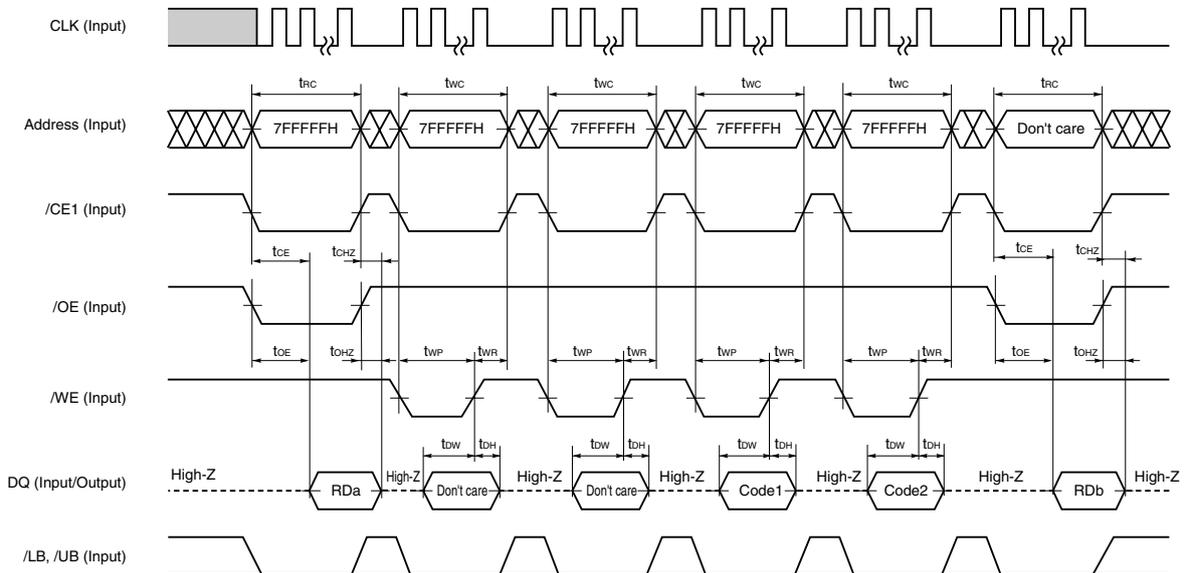 CLK (Input)
tRC tWC tWC tWC tWC tRC
Address (Input) 7FFFFFH 7FFFFFH 7FFFFFH 7FFFFFH 7FFFFFH Don't care
/CE1 (Input)
tCE tCHZ tCE tCHZ
/OE (Input)
tOE tOHZ tWP tWR tWP tWR tWP tWR tWP tWR tOE tOHZ
/WE (Input)
tDW tDH tDW tDH tDW tDH tDW tDH
High-Z High-Z High-Z High-Z High-Z High-Z High-Z
DQ (Input/Output) RDa Don't care Don't care Code1 Code2 RDb
/LB, /UB (Input)